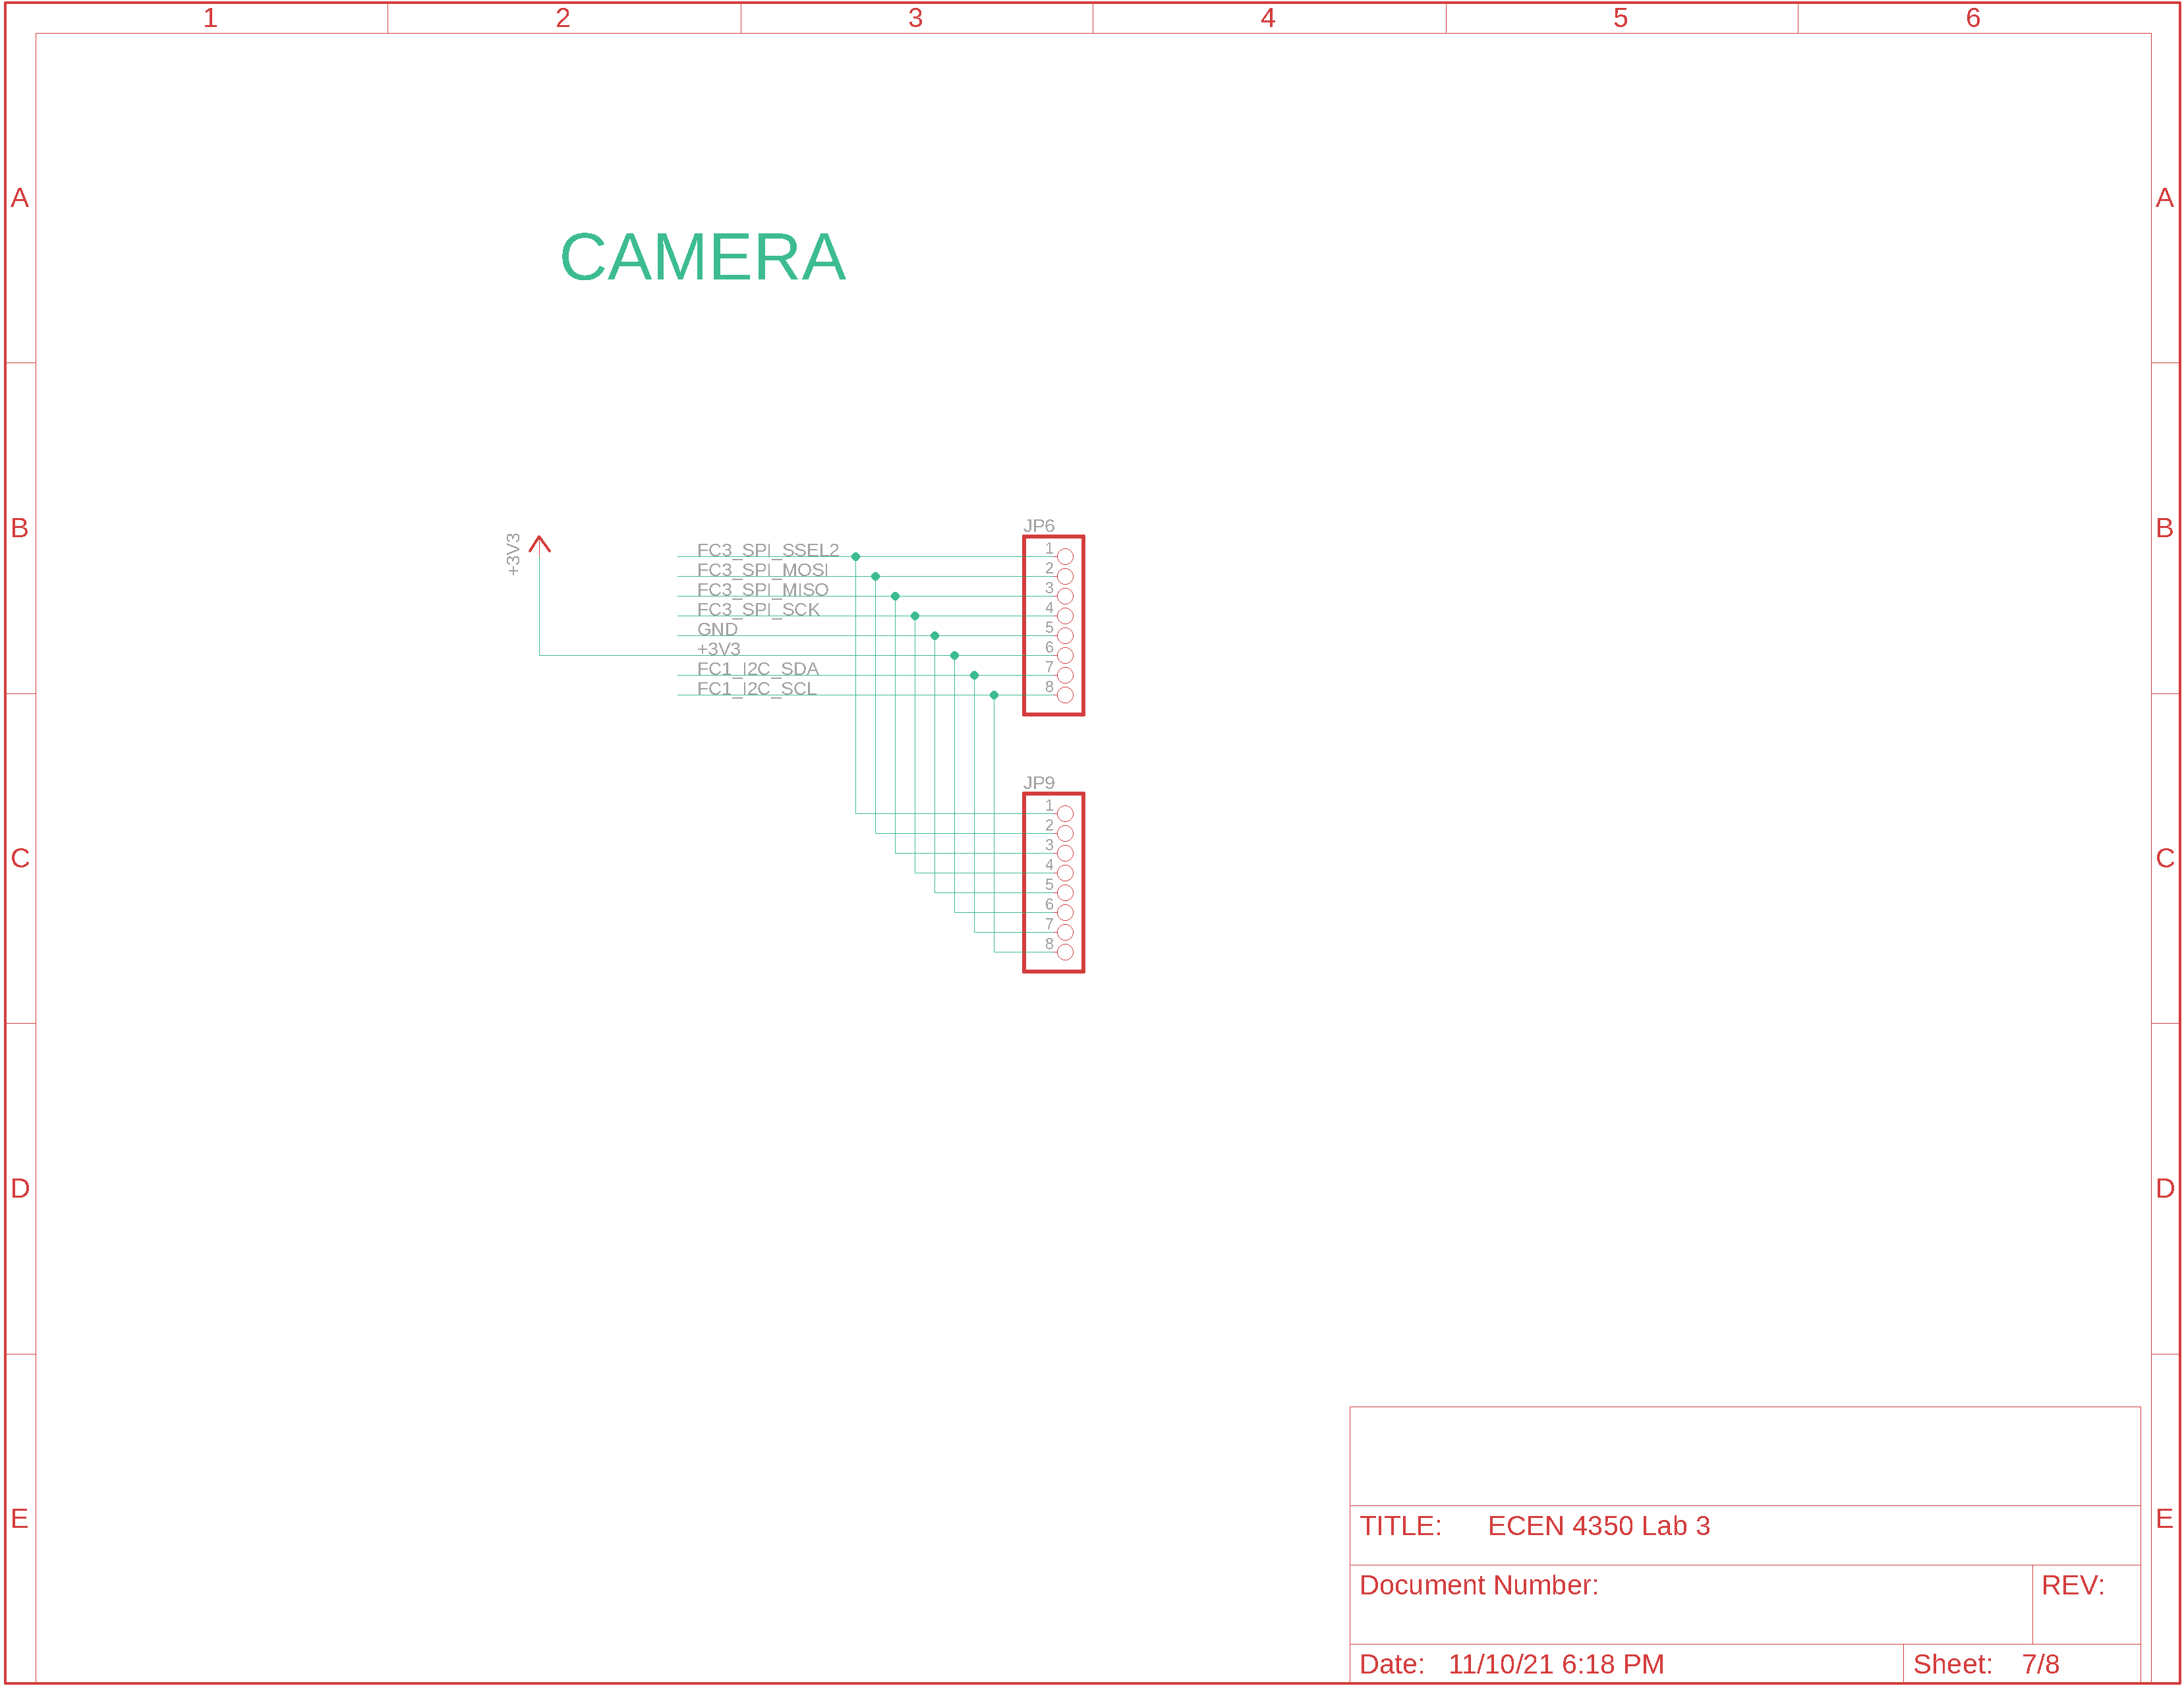 1 2 3 4 5 6
A A
CAMERA
B B
+3V3
JP6
FC3_SPI_SSEL2 1
FC3_SPI_MOSI 2
FC3_SPI_MISO 3
FC3_SPI_SCK 4
GND 5
+3V3 6
FC1_I2C_SDA 7
FC1_I2C_SCL 8
JP9
1
2
3
C C
4
5
6
7
8
D D
E E
TITLE: ECEN 4350 Lab 3
Document Number: REV:
Date: 11/10/21 6:18 PM Sheet: 7/8